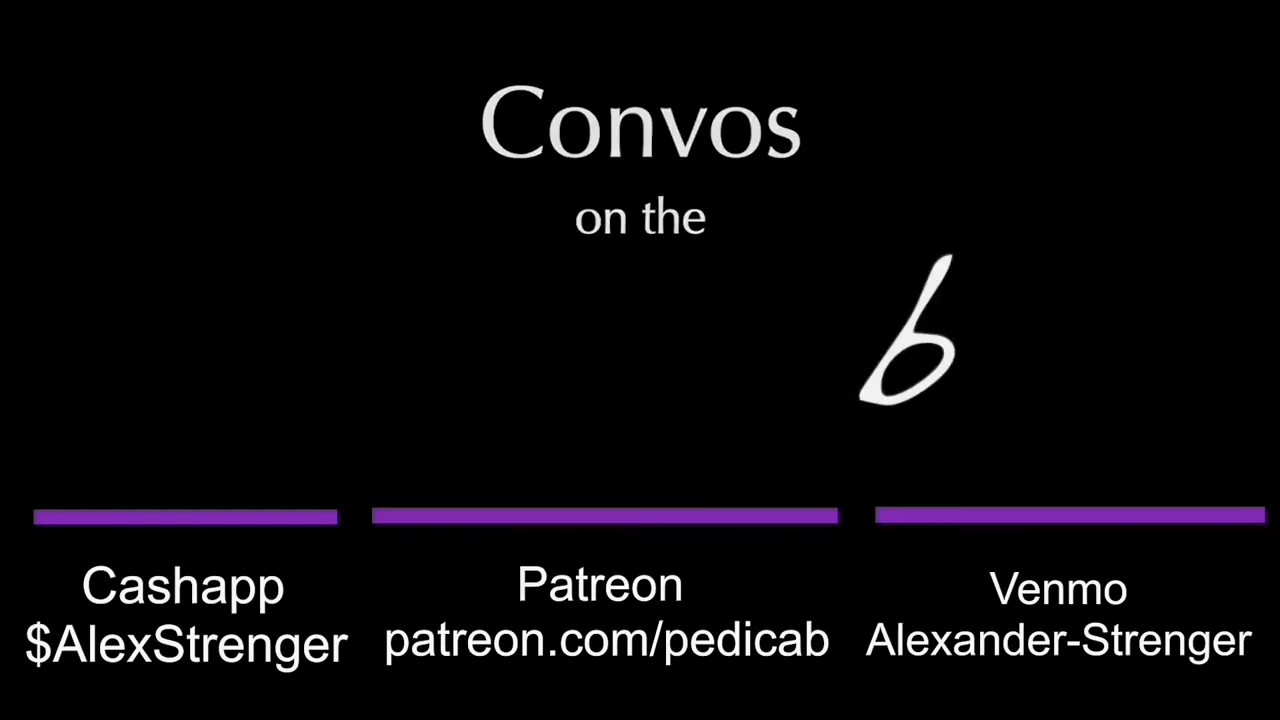 Convos
on the
b
Cashapp
$AlexStrenger
Patreon
patreon.com/pedicab
Venmo
Alexander-Strenger